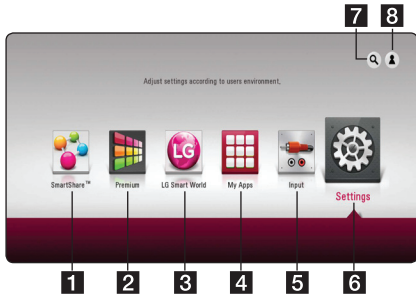 7 8
Adjust settings according to users environment.
LG
SmartShare™ Premium LG Smart World My Apps Input Settings
1 2 3 4 5 6